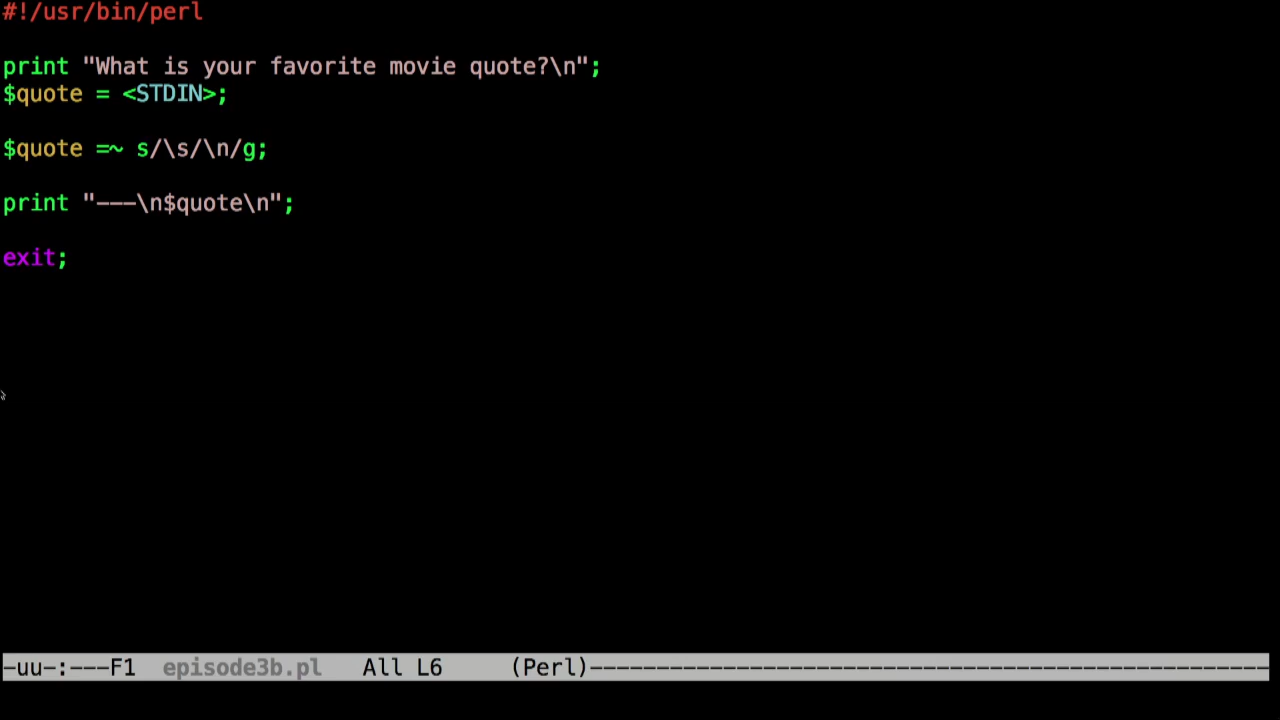 #!/usr/bin/perl
print "What is your favorite movie quote?\n";
$quote = <STDIN>;
$quote =~ s/\s/\n/g;
print "---\n$quote\n";
exit;
-uu-:---F1  episode3b.pl   All L6     (Perl)---------------------------------------------------